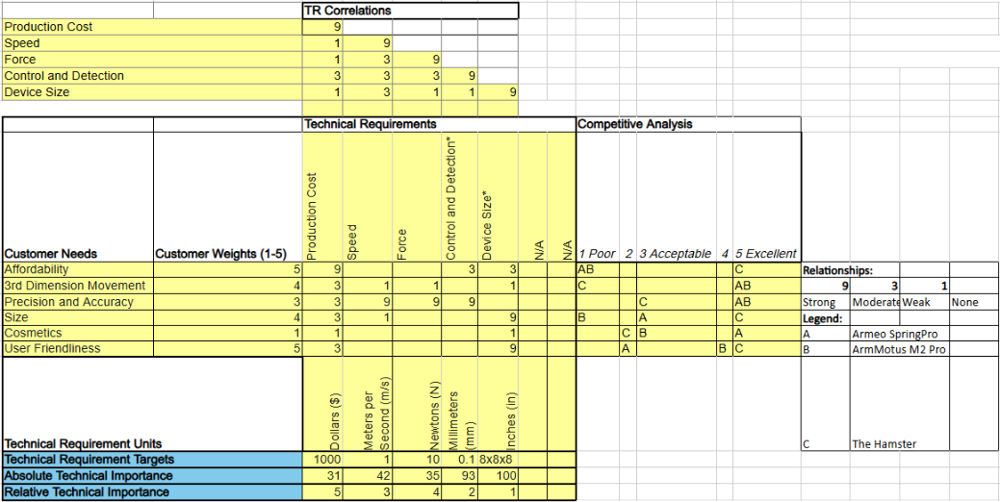 TR Correlations
Production Cost 9
Speed 1 9
Force 1 3 9
Control and Detection 3 3 3 9
Device Size 1 3 1 1 9
Technical Requirements Competitive Analysis
Customer Needs Customer Weights (1-5) Production Cost Speed Force Control and Detection* Device Size* N/A N/A 1 Poor 2 3 Acceptable 4 5 Excellent
Affordability 5 9 3 3 AB C Relationships:
3rd Dimension Movement 4 3 1 1 1 C AB 9 3 1
Precision and Accuracy 3 3 9 9 9 C AB Strong Moderate Weak None
Size 4 3 1 9 B A C Legend:
Cosmetics 1 1 1 C B A A Armeo SpringPro
User Friendliness 5 3 9 A B C B ArmMotus M2 Pro
Technical Requirement Units Dollars ($) Meters per Second (m/s) Newtons (N) Millimeters (mm) Inches (in) C The Hamster
Technical Requirement Targets 1000 1 10 0.1 8x8x8
Absolute Technical Importance 31 42 35 93 100
Relative Technical Importance 5 3 4 2 1